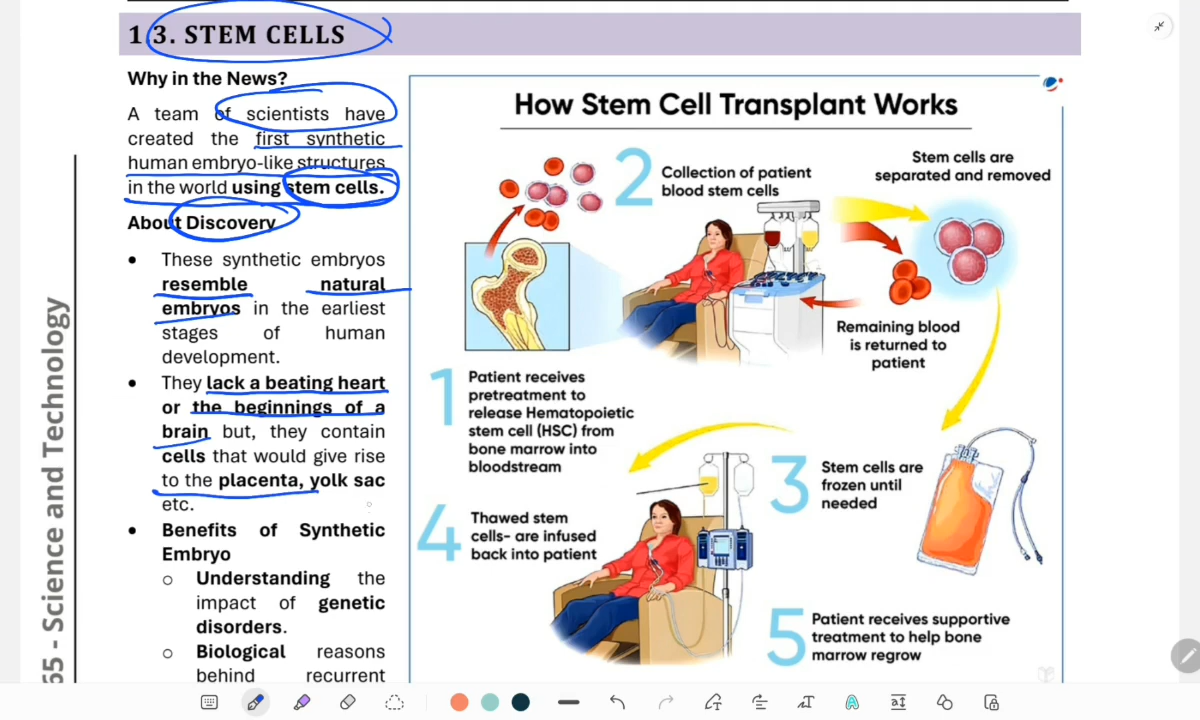 1.3. STEM CELLS
Why in the News?
A team of scientists have
created the first synthetic
human embryo-like structures
in the world using stem cells.
About Discovery
• These synthetic embryos
resemble natural
embryos in the earliest
stages of human
development.
• They lack a beating heart
or the beginnings of a
brain but, they contain
cells that would give rise
to the placenta, yolk sac
etc.
• Benefits of Synthetic
Embryo
o Understanding the
impact of genetic
disorders.
o Biological reasons
behind recurrent
How Stem Cell Transplant Works
1
Patient receives
pretreatment to
release Hematopoietic
stem cell (HSC) from
bone marrow into
bloodstream
2
Collection of patient
blood stem cells
Stem cells are
separated and removed
Remaining blood
is returned to
patient
3
Stem cells are
frozen until
needed
4
Thawed stem
cells- are infused
back into patient
5
Patient receives supportive
treatment to help bone
marrow regrow
65 - Science and Technology